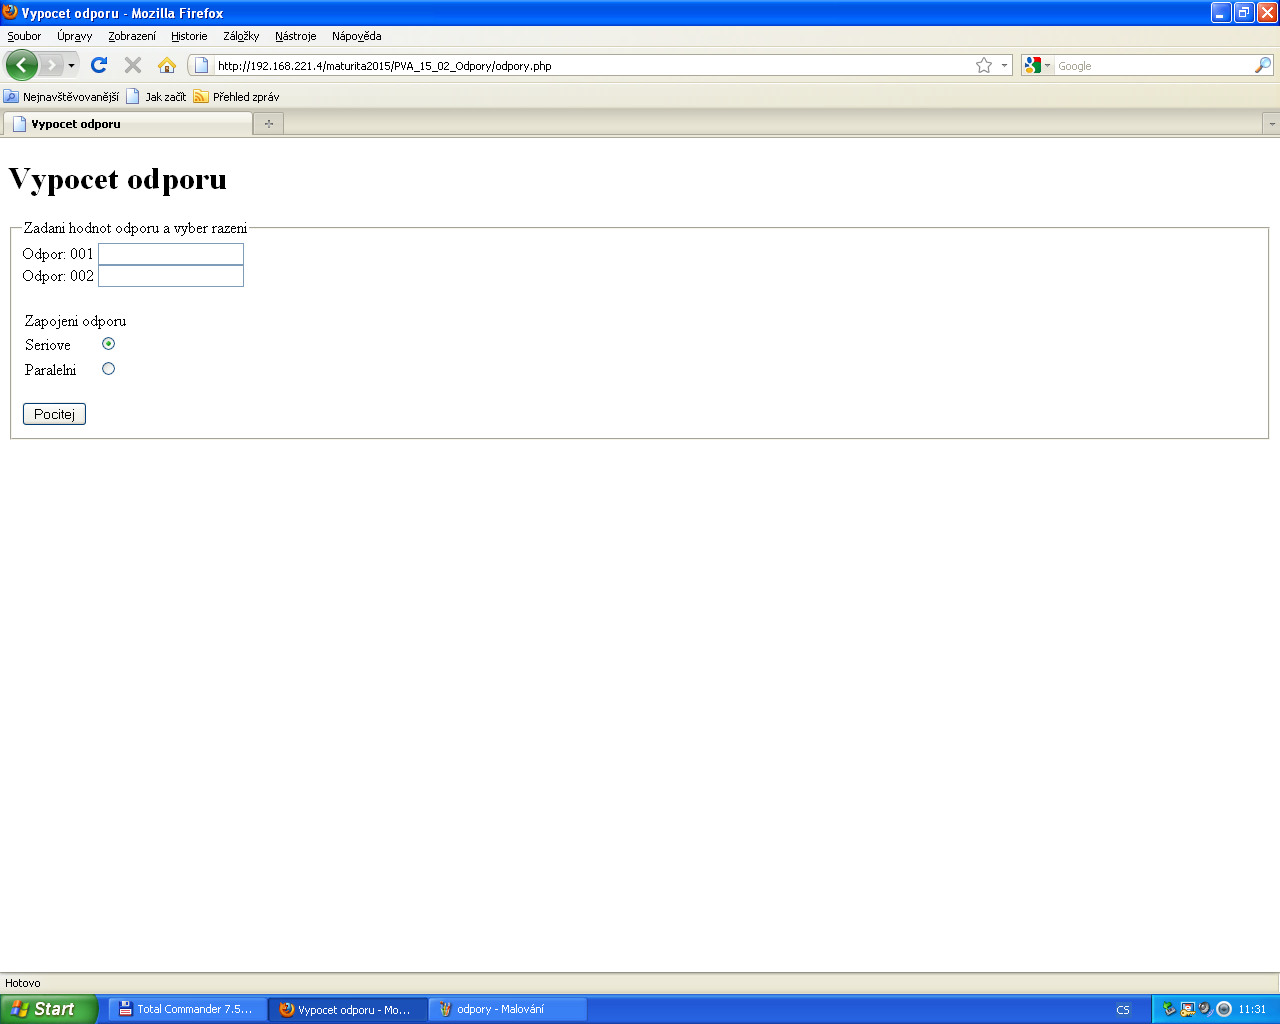 Vypocet odporu - Mozilla Firefox
Soubor Úpravy Zobrazení Historie Záložky Nástroje Nápověda
http://192.168.221.4/maturita2015/PVA_15_02_Odpory/odpory.php Google
Nejnavštěvovanější Jak začít Přehled zpráv
Vypocet odporu
Vypocet odporu
Zadani hodnot odporu a vyber razeni
Odpor: 001
Odpor: 002
Zapojeni odporu
Seriove
Paralelni
Pocitej
Hotovo
Start Total Commander 7.5... Vypocet odporu - Mo... odpory - Malování CS 11:31